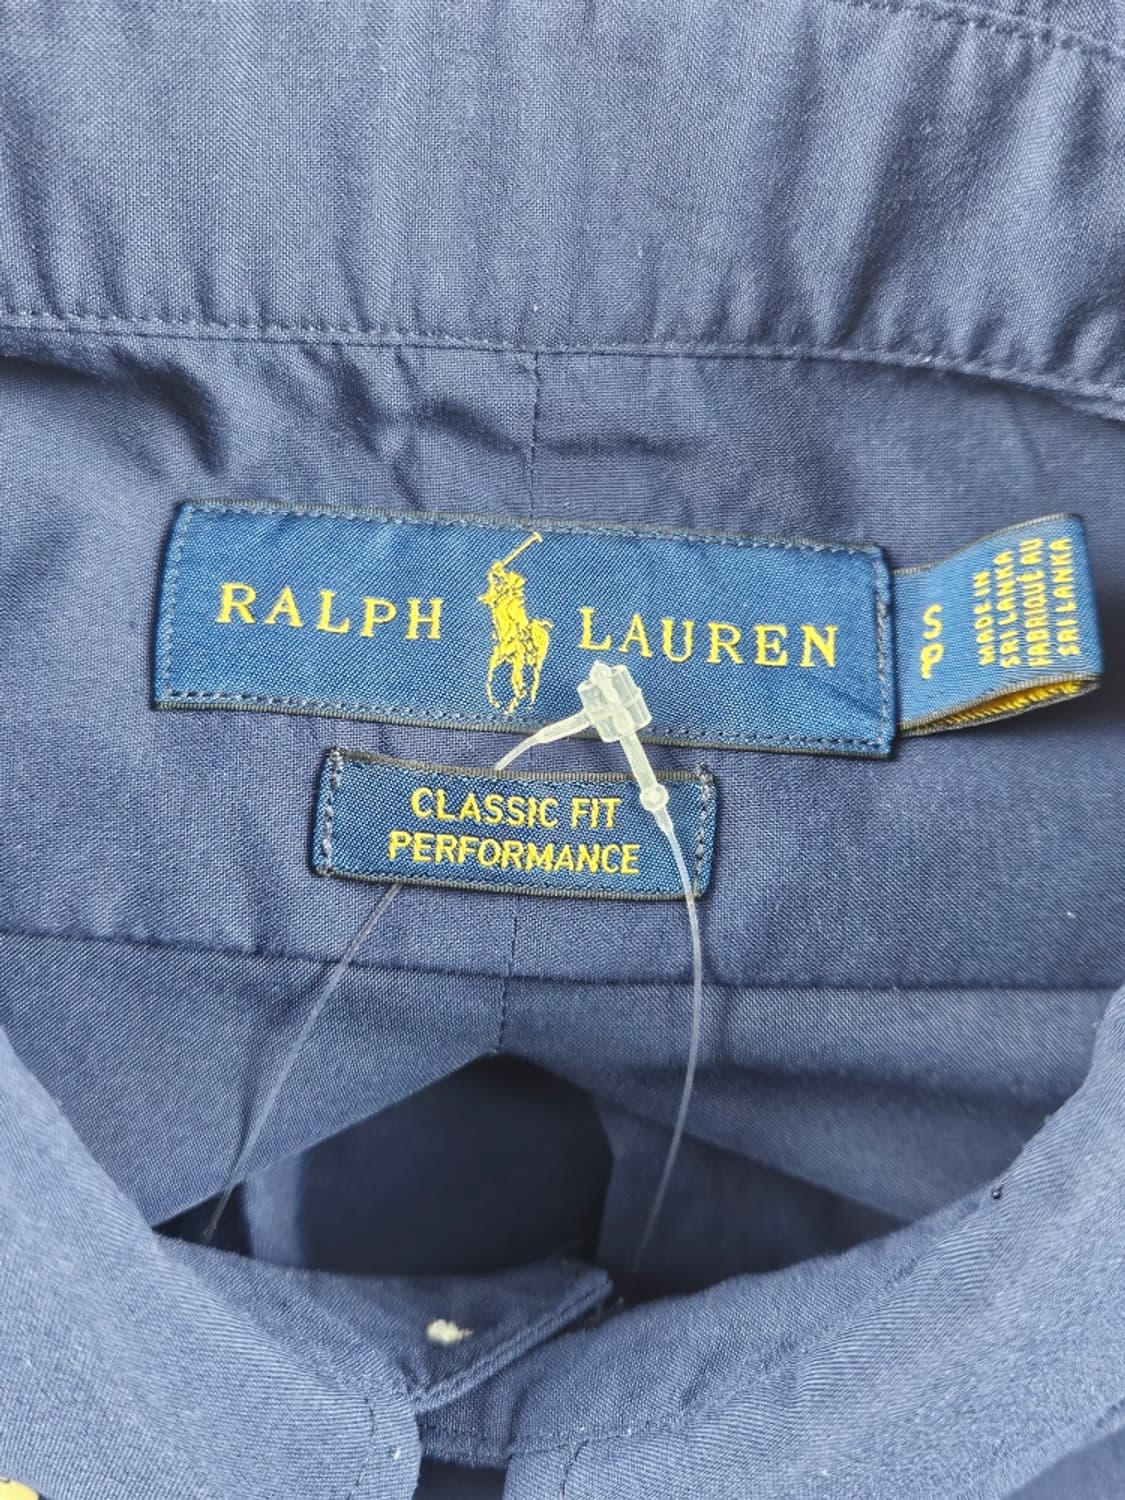 RALPH LAUREN
S
P
MADE IN
SRI LANKA
FABRIQUÉ AU
SRI LANKA
CLASSIC FIT
PERFORMANCE